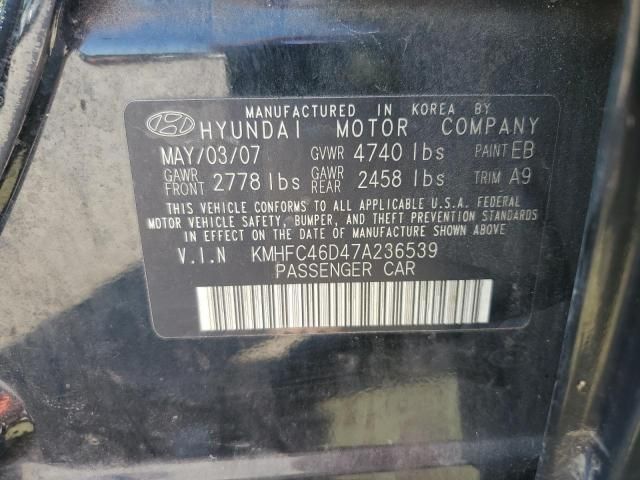 MANUFACTURED IN KOREA BY
HYUNDAI MOTOR COMPANY
MAY/03/07 GVWR 4740 lbs PAINT EB
GAWR FRONT 2778 lbs GAWR REAR 2458 lbs TRIM A9
THIS VEHICLE CONFORMS TO ALL APPLICABLE U.S.A. FEDERAL
MOTOR VEHICLE SAFETY, BUMPER, AND THEFT PREVENTION STANDARDS
IN EFFECT ON THE DATE OF MANUFACTURE SHOWN ABOVE.
V.I.N KMHFC46D47A236539
PASSENGER CAR